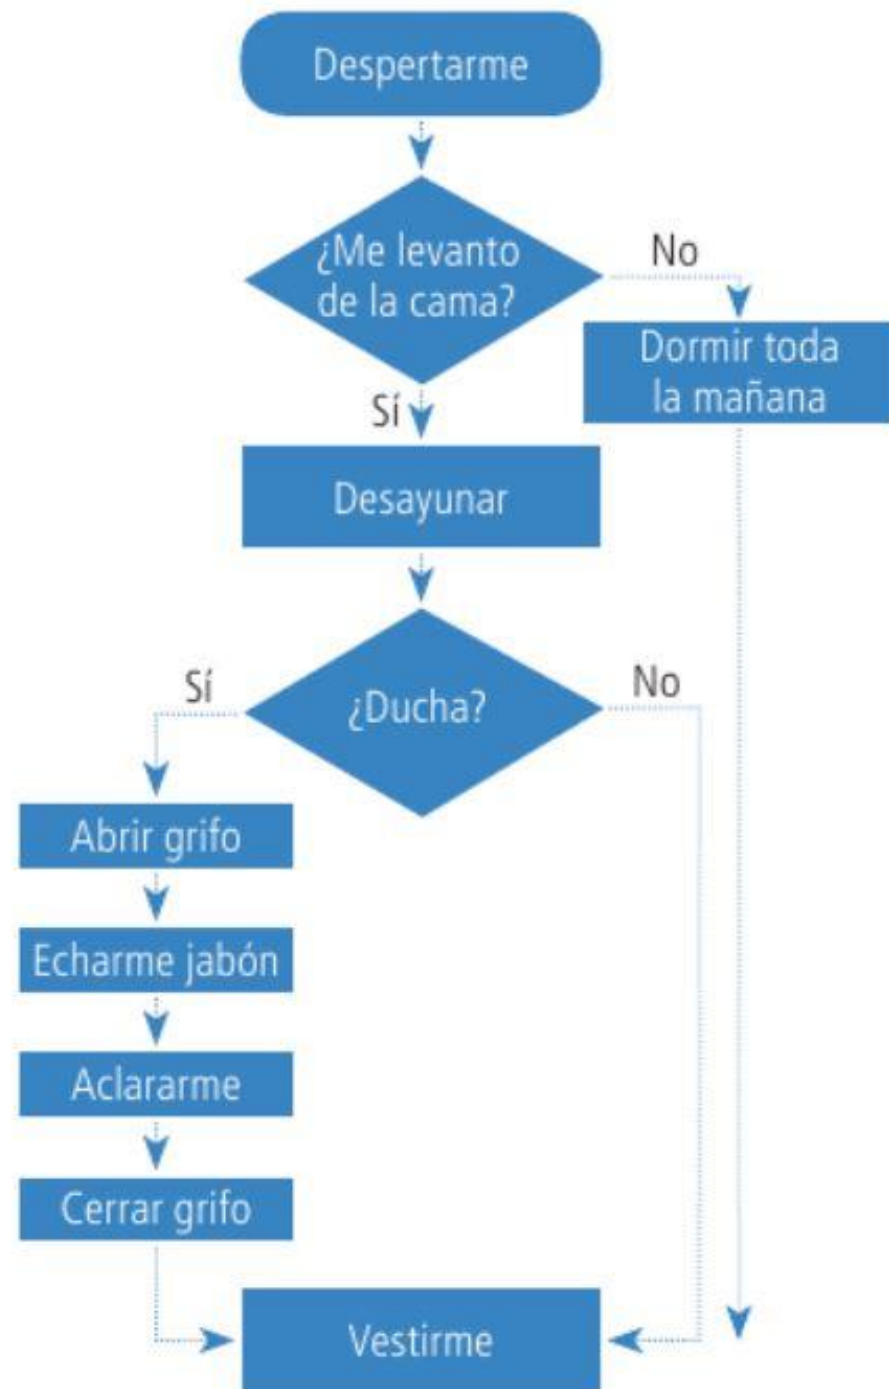 Despertarme
¿Me levanto
de la cama?
No
Dormir toda
la mañana
Sí
Desayunar
¿Ducha?
Sí
No
Abrir grifo
Echarme jabón
Aclararme
Cerrar grifo
Vestirme